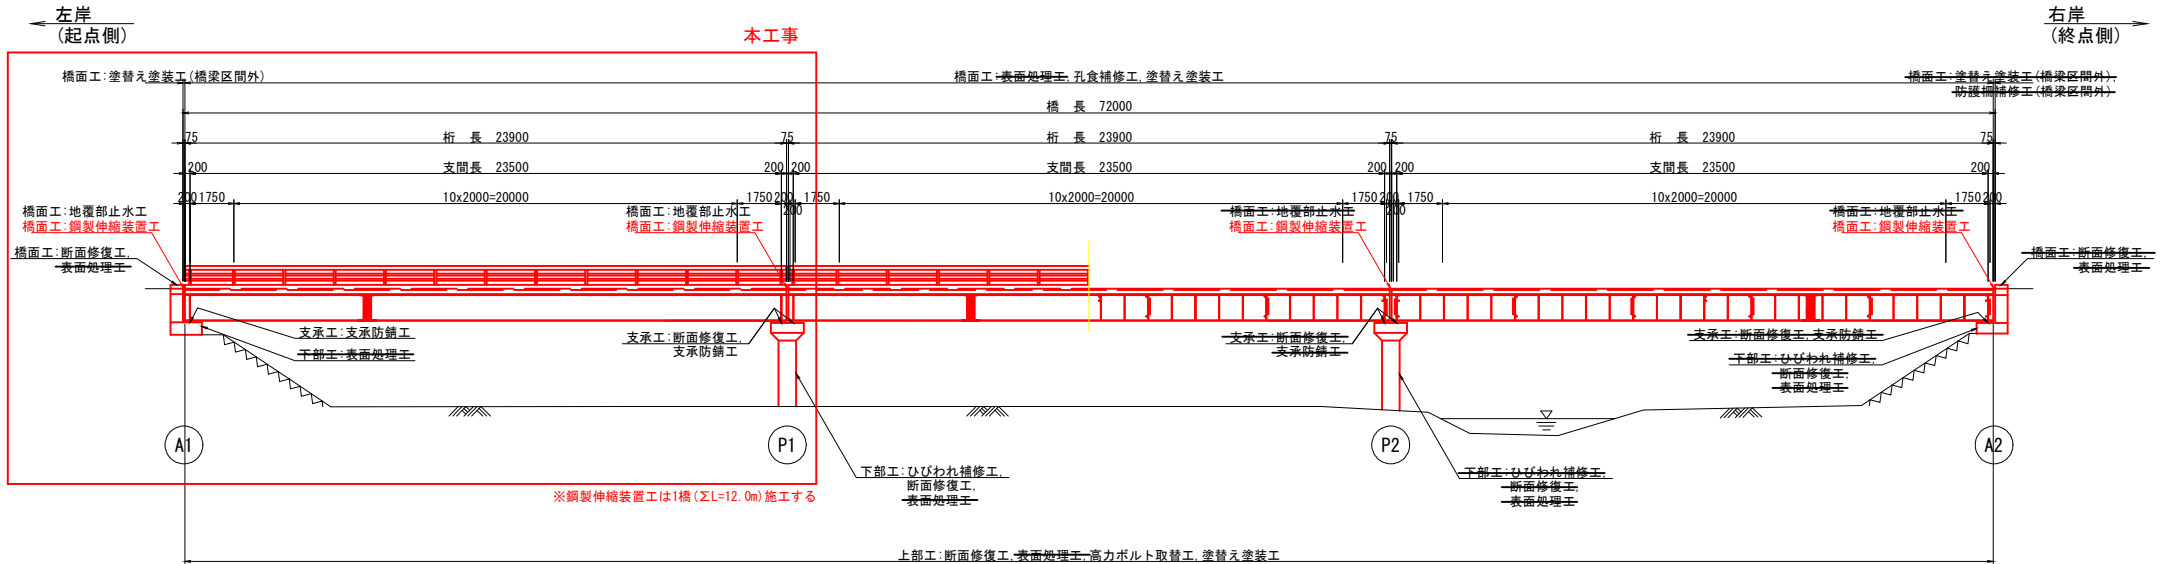 左岸
(起点側)
右岸
(終点側)
本工事
橋面工:塗替え塗装工(橋梁区間外)
橋面工:表面処理工,孔食補修工,塗替え塗装工
橋面工:塗替え塗装工(橋梁区間外),
防護柵補修工(橋梁区間外)
橋 長 72000
75 桁 長 23900 75 桁 長 23900 75 桁 長 23900 75
200 支間長 23500 200 200 支間長 23500 200 200 支間長 23500 200
200 1750 10x2000=20000 1750 200 200 1750 10x2000=20000 1750 200 200 1750 10x2000=20000 1750 200
橋面工:地覆部止水工
橋面工:鋼製伸縮装置工
橋面工:地覆部止水工
橋面工:鋼製伸縮装置工
橋面工:地覆部止水工
橋面工:鋼製伸縮装置工
橋面工:地覆部止水工
橋面工:鋼製伸縮装置工
橋面工:断面修復工,
表面処理工
橋面工:断面修復工,
表面処理工
支承工:支承防錆工
下部工:表面処理工
支承工:断面修復工,
支承防錆工
支承工:断面修復工,
支承防錆工
支承工:断面修復工,支承防錆工
下部工:ひびわれ補修工,
断面修復工,
表面処理工
A1 P1 P2 A2
下部工:ひびわれ補修工,
断面修復工,
表面処理工
下部工:ひびわれ補修工,
断面修復工,
表面処理工
※鋼製伸縮装置工は1橋(ΣL=12.0m)施工する
上部工:断面修復工,表面処理工,高力ボルト取替工,塗替え塗装工